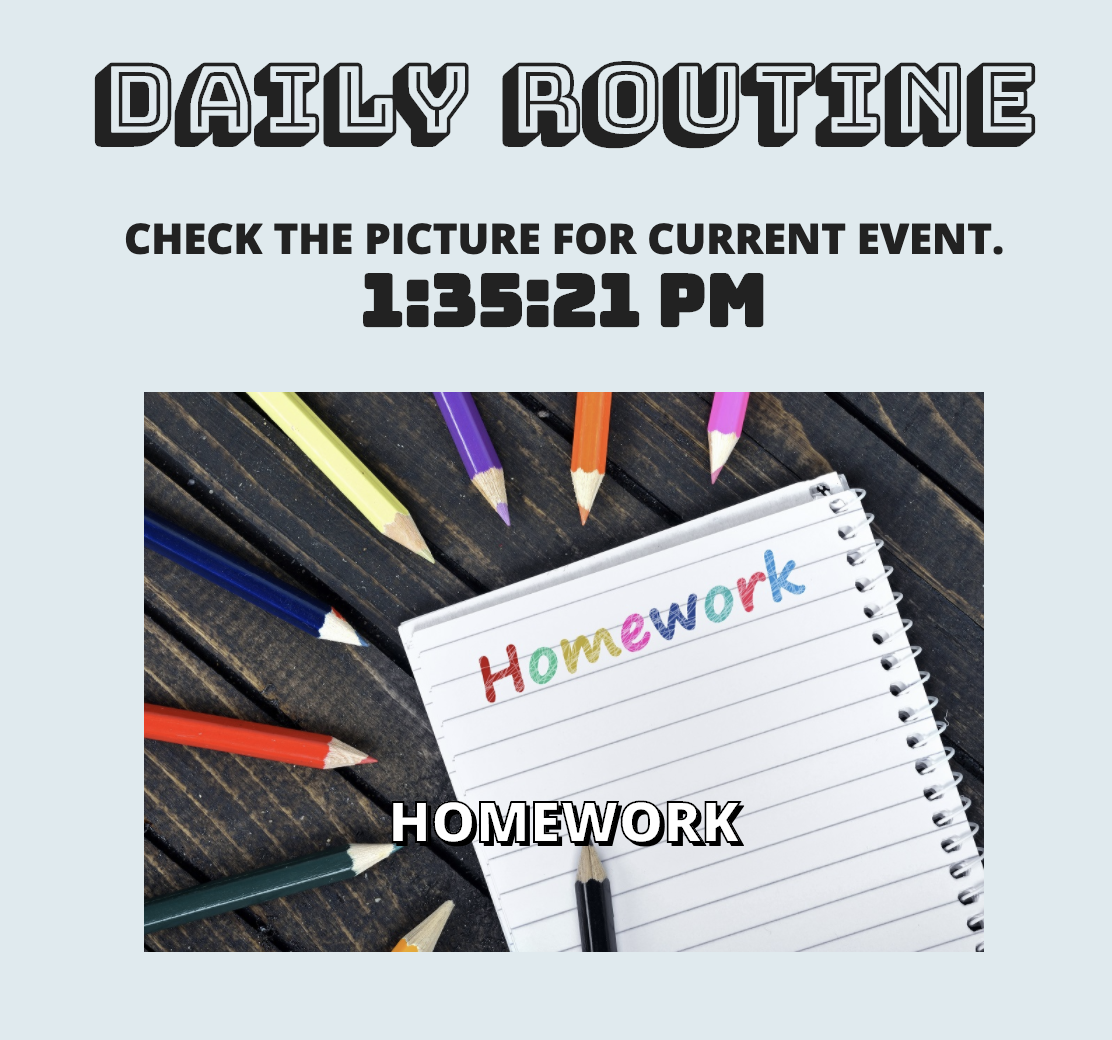 DAILY ROUTINE
CHECK THE PICTURE FOR CURRENT EVENT.
1:35:21 PM
Homework
HOMEWORK